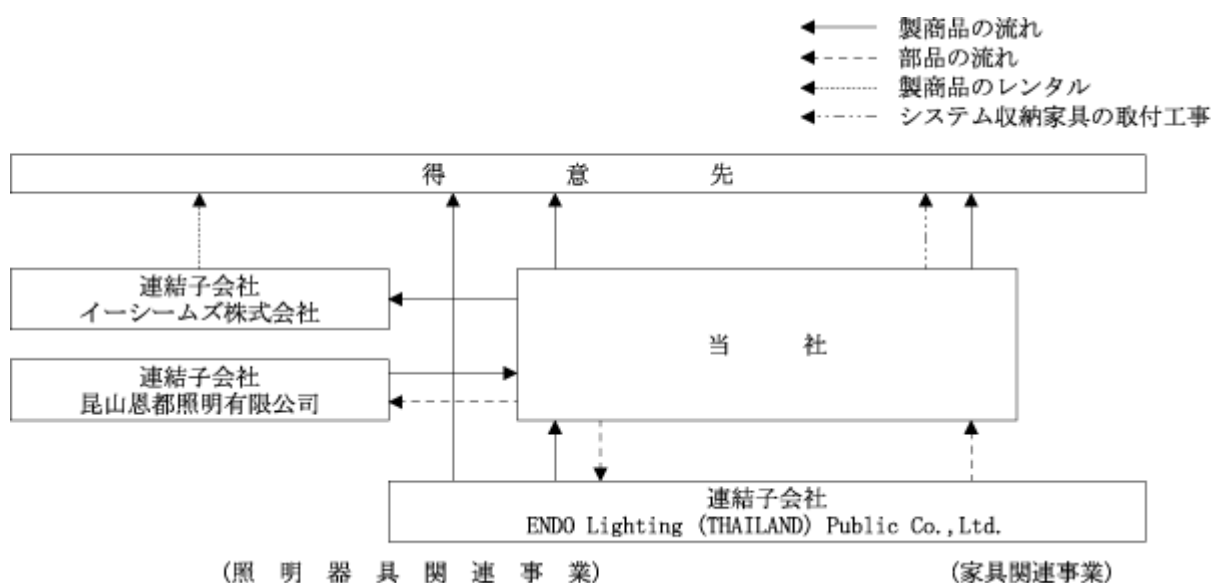 製商品の流れ
部品の流れ
製商品のレンタル
システム収納家具の取付工事
得意先
連結子会社
イーシームズ株式会社
当社
連結子会社
昆山恩都照明有限公司
連結子会社
ENDO Lighting (THAILAND) Public Co.,Ltd.
(照明器具関連事業)
(家具関連事業)